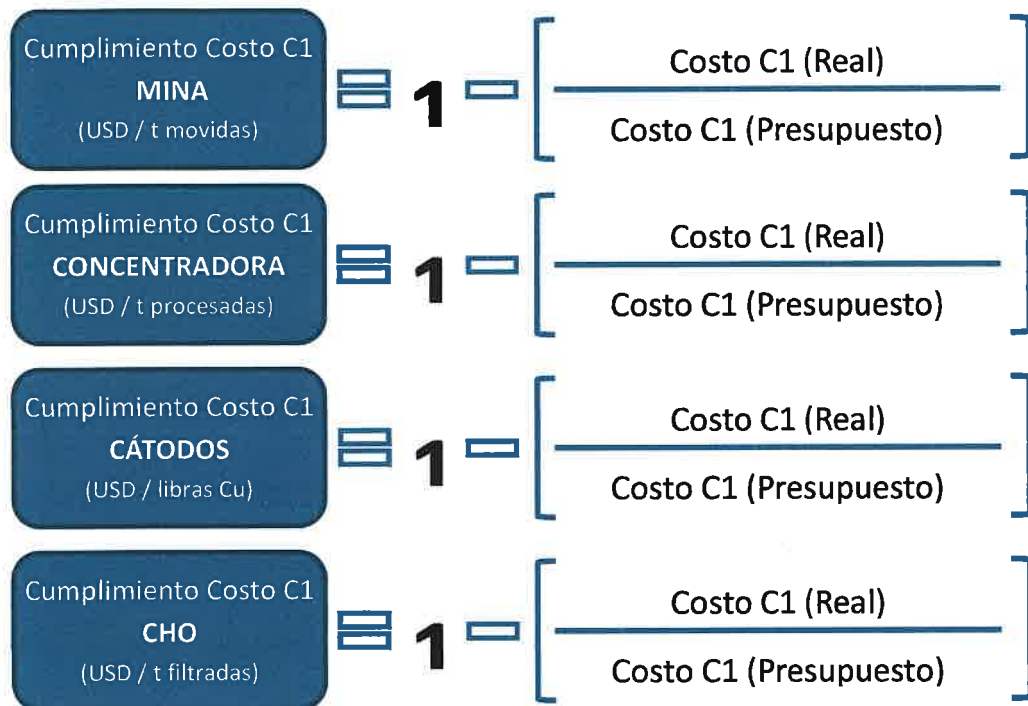 Cumplimiento Costo C1
MINA
(USD / t movidas)
= 1 - [
Costo C1 (Real)
Costo C1 (Presupuesto)
]
Cumplimiento Costo C1
CONCENTRADORA
(USD / t procesadas)
= 1 - [
Costo C1 (Real)
Costo C1 (Presupuesto)
]
Cumplimiento Costo C1
CÁTODOS
(USD / libras Cu)
= 1 - [
Costo C1 (Real)
Costo C1 (Presupuesto)
]
Cumplimiento Costo C1
CHO
(USD / t filtradas)
= 1 - [
Costo C1 (Real)
Costo C1 (Presupuesto)
]